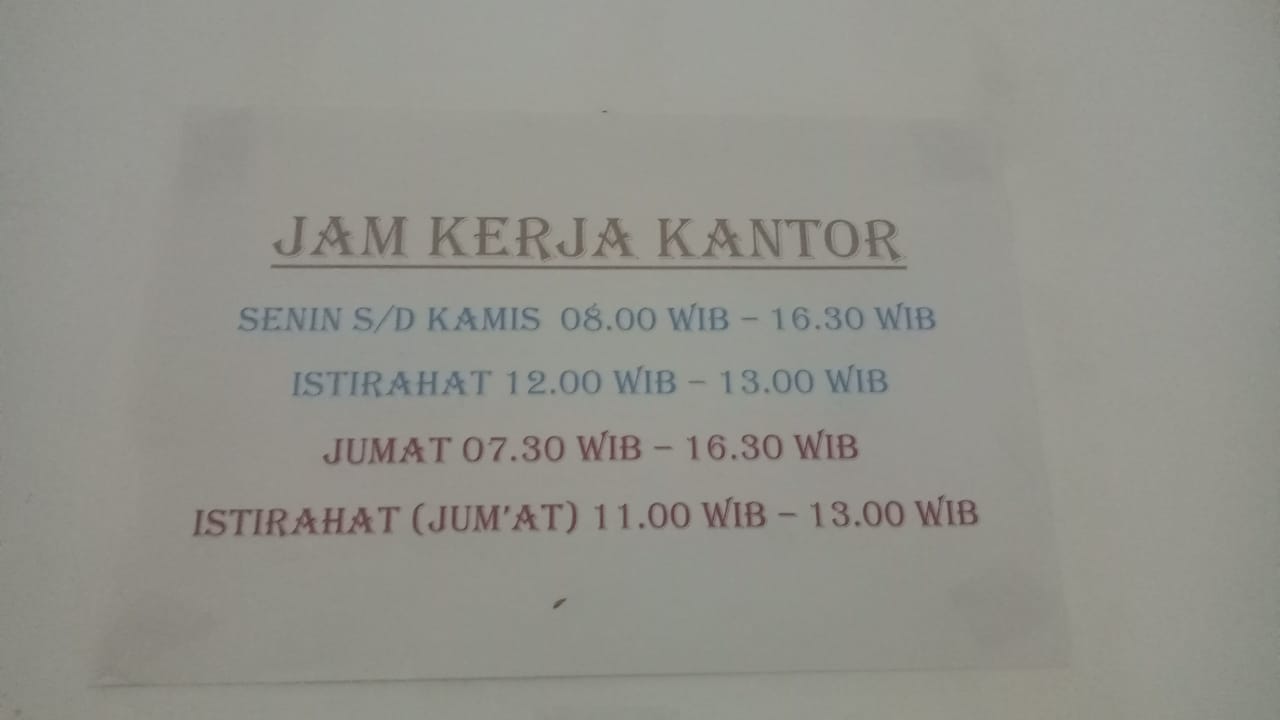 JAM KERJA KANTOR
SENIN S/D KAMIS 08.00 WIB – 16.30 WIB
ISTIRAHAT 12.00 WIB – 13.00 WIB
JUMAT 07.30 WIB – 16.30 WIB
ISTIRAHAT (JUM'AT) 11.00 WIB – 13.00 WIB